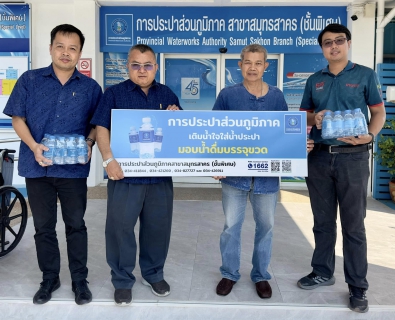 การประปาส่วนภูมิภาค สาขาสมุทรสาคร (ชั้นพิเศษ)
Provincial Waterworks Authority Samut Sakhon Branch (Special
การประปาส่วนภูมิภาค
เติมน้ำใจใส่น้ำประปา
มอบน้ำดื่มบรรจุขวด
การประปาส่วนภูมิภาคสาขาสมุทรสาคร (ชั้นพิเศษ)
1662